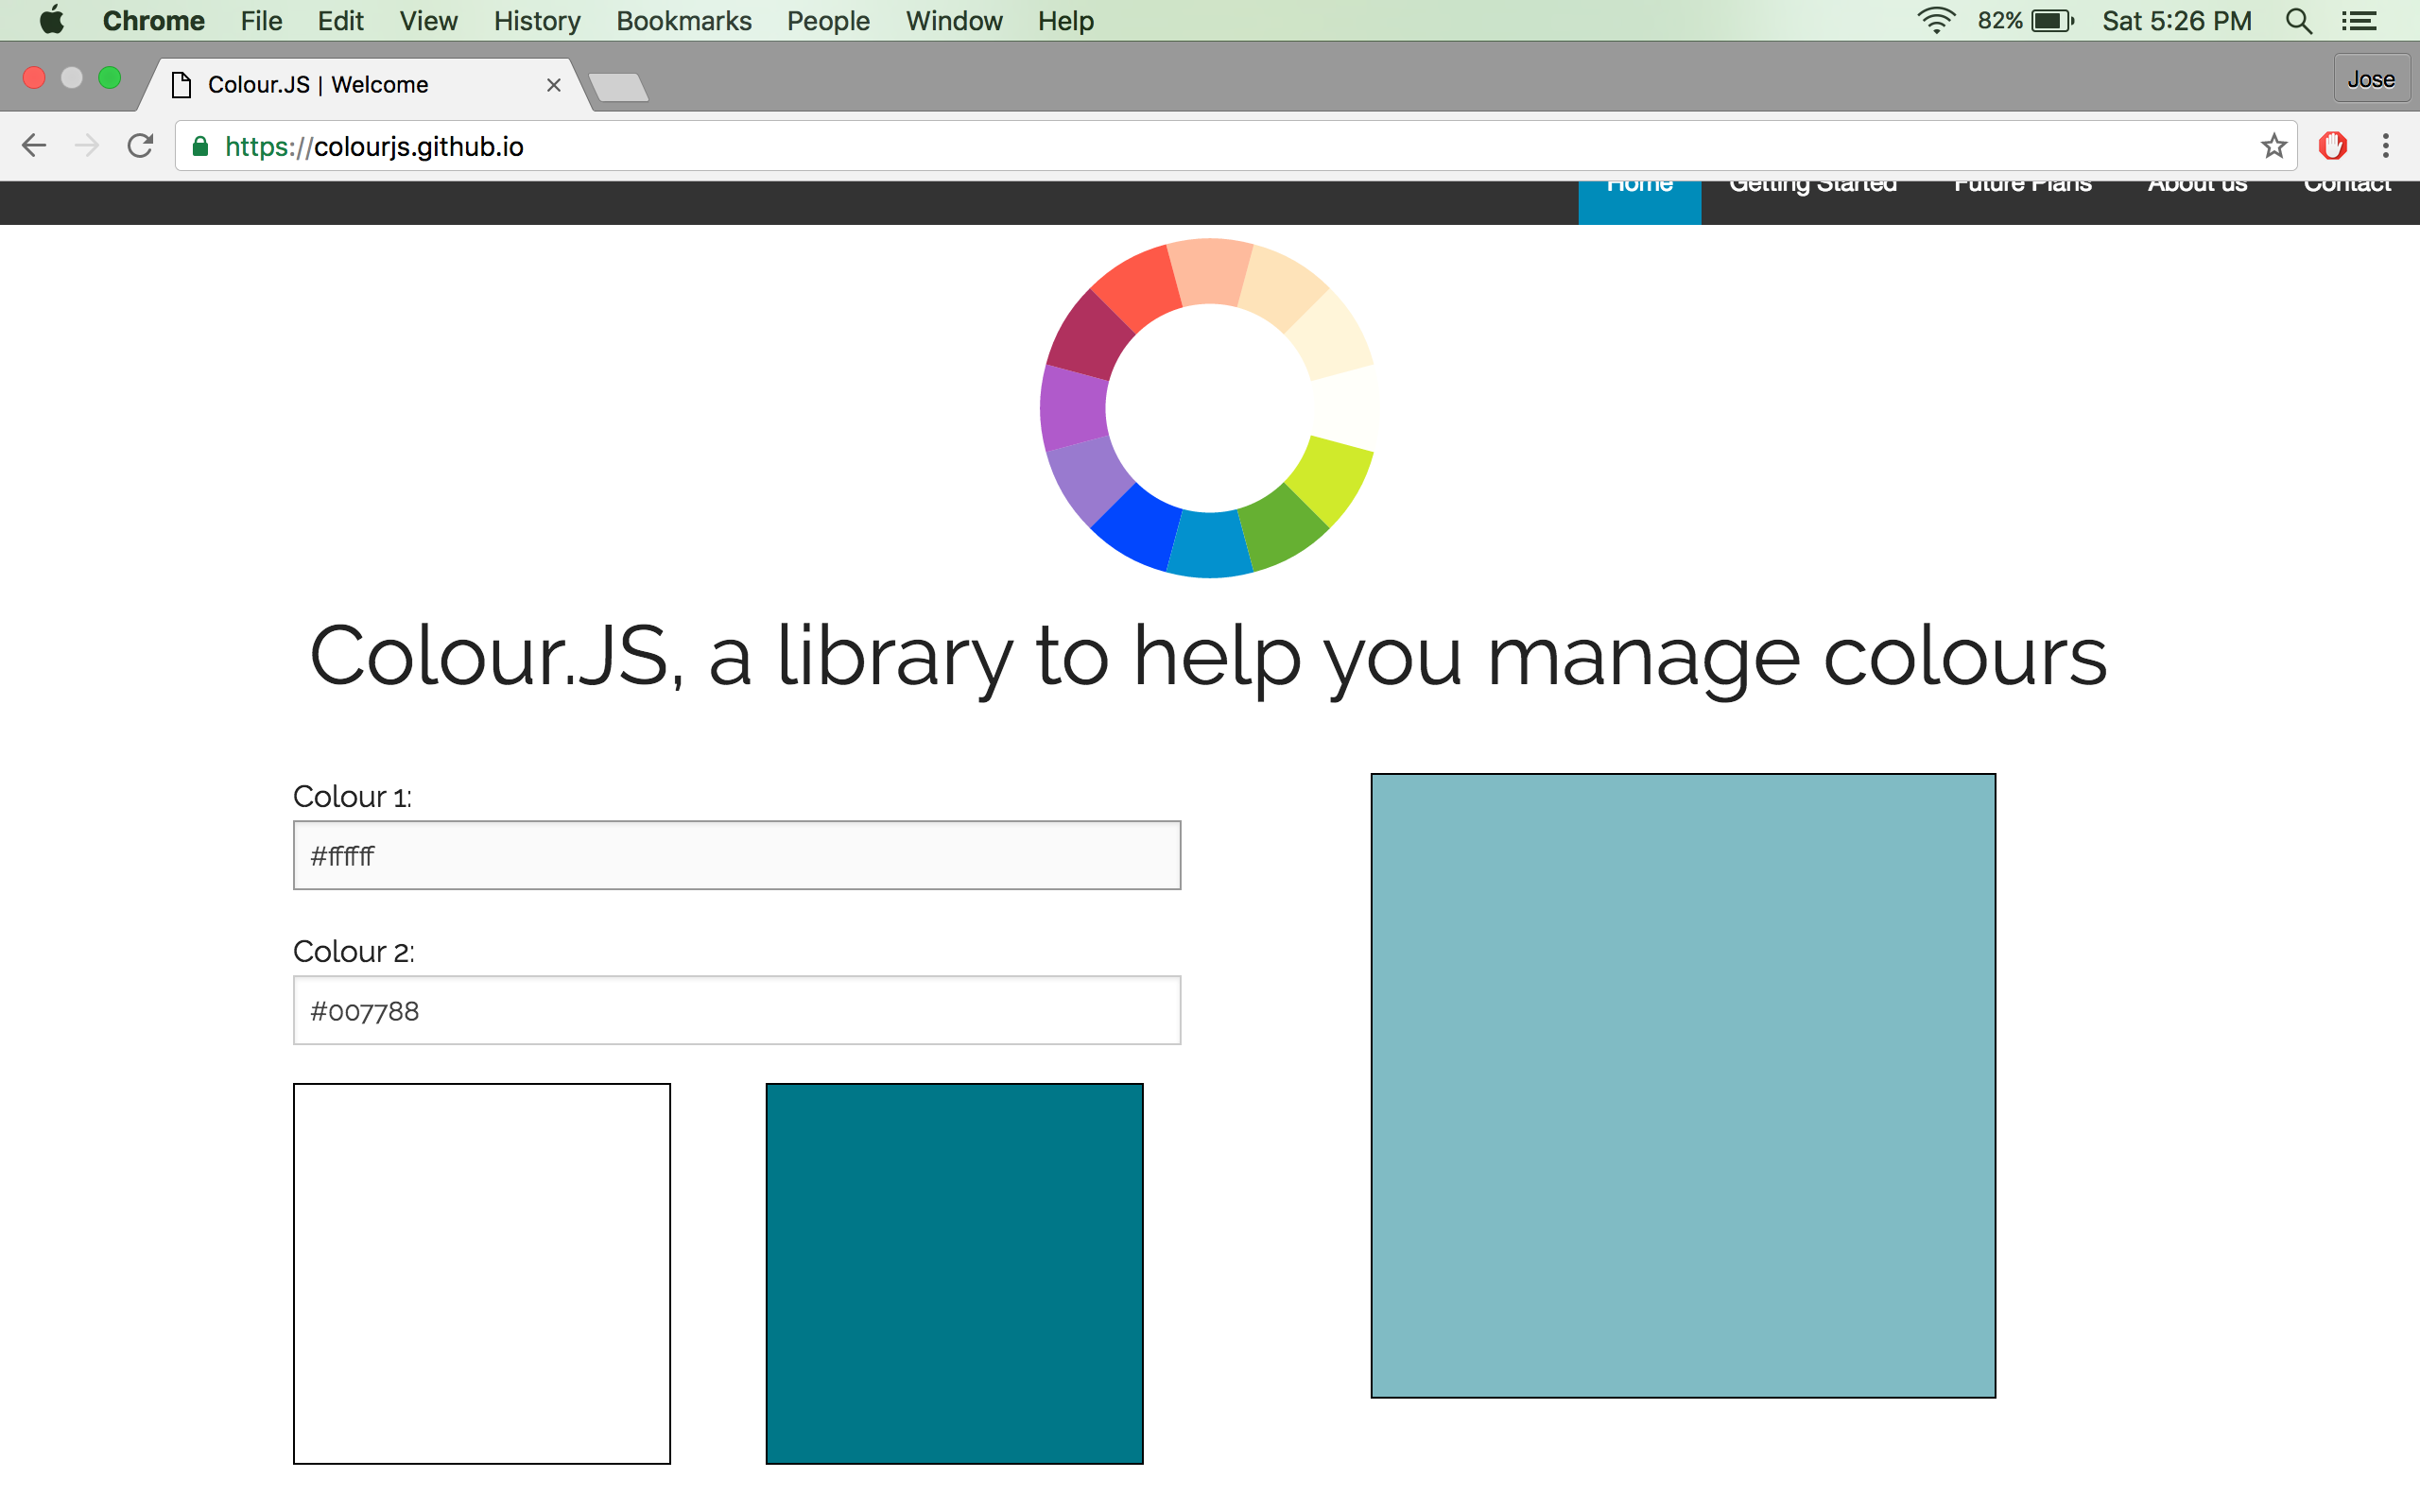 Chrome File Edit View History Bookmarks People Window Help 82% Sat 5:26 PM
Colour.JS | Welcome Jose
https://colourjs.github.io
Home Getting Started Future Plans About us Contact
Colour.JS, a library to help you manage colours
Colour 1:
#ffffff
Colour 2:
#007788